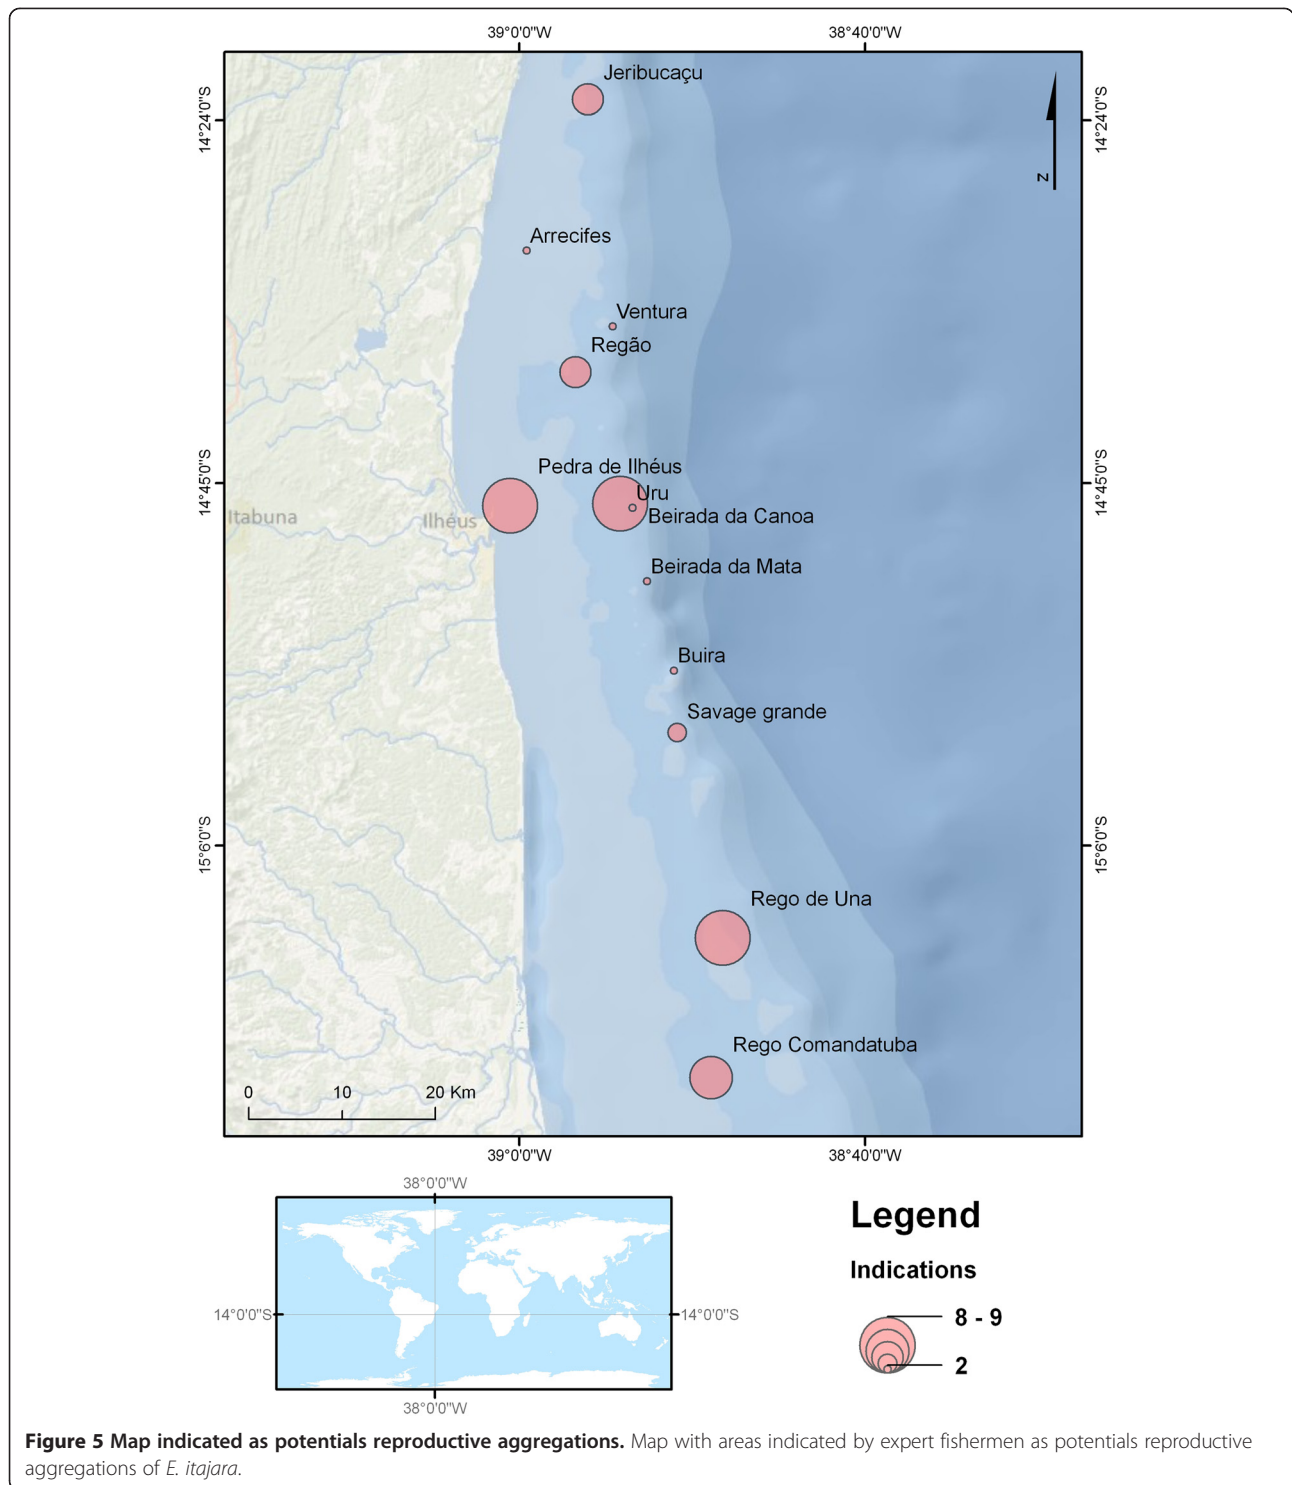 39°0'0"W
38°40'0"W
Jeribucaçu
14°24'0"S
14°24'0"S
z
Arrecifes
Ventura
Regão
Pedra de Ilhéus
14°45'0"S
14°45'0"S
Uru
Itabuna
Ilhéus
Beirada da Canoa
Beirada da Mata
Buira
Savage grande
15°6'0"S
15°6'0"S
Rego de Una
Rego Comandatuba
0 10 20 Km
39°0'0"W
38°40'0"W
38°0'0"W
14°0'0"S
14°0'0"S
38°0'0"W
Legend
Indications
8 - 9
2
Figure 5 Map indicated as potentials reproductive aggregations. Map with areas indicated by expert fishermen as potentials reproductive
aggregations of E. itajara.